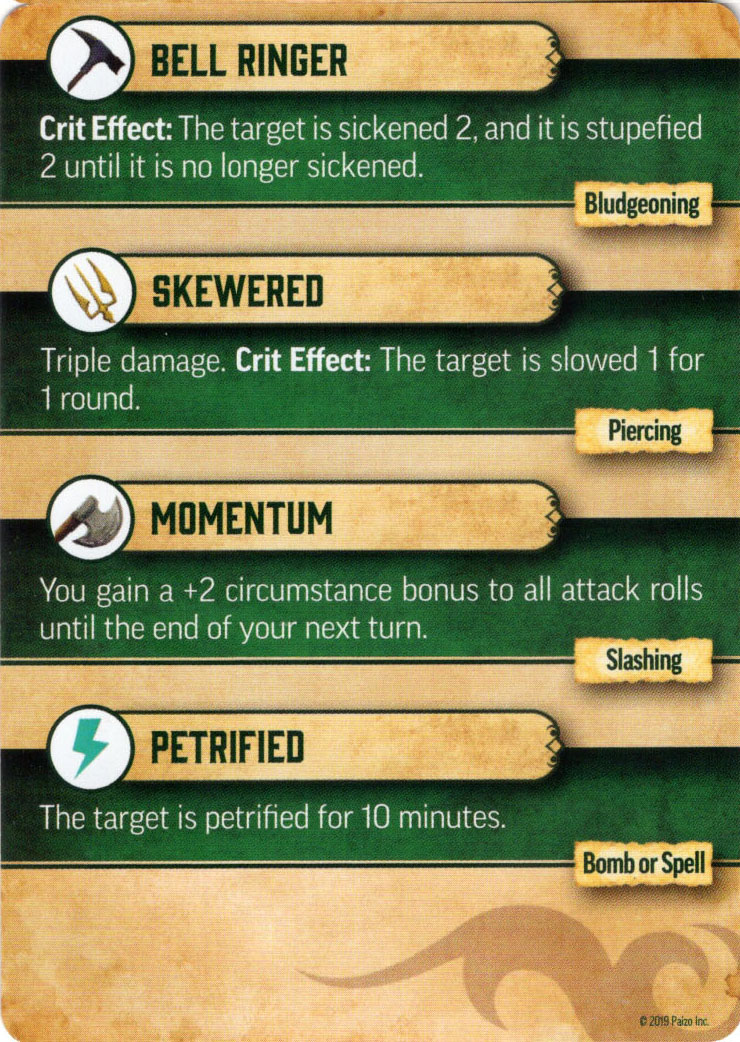 BELL RINGER
Crit Effect: The target is sickened 2, and it is stupefied
2 until it is no longer sickened.
Bludgeoning
SKEWERED
Triple damage. Crit Effect: The target is slowed 1 for
1 round.
Piercing
MOMENTUM
You gain a +2 circumstance bonus to all attack rolls
until the end of your next turn.
Slashing
PETRIFIED
The target is petrified for 10 minutes.
Bomb or Spell
© 2019 Paizo Inc.